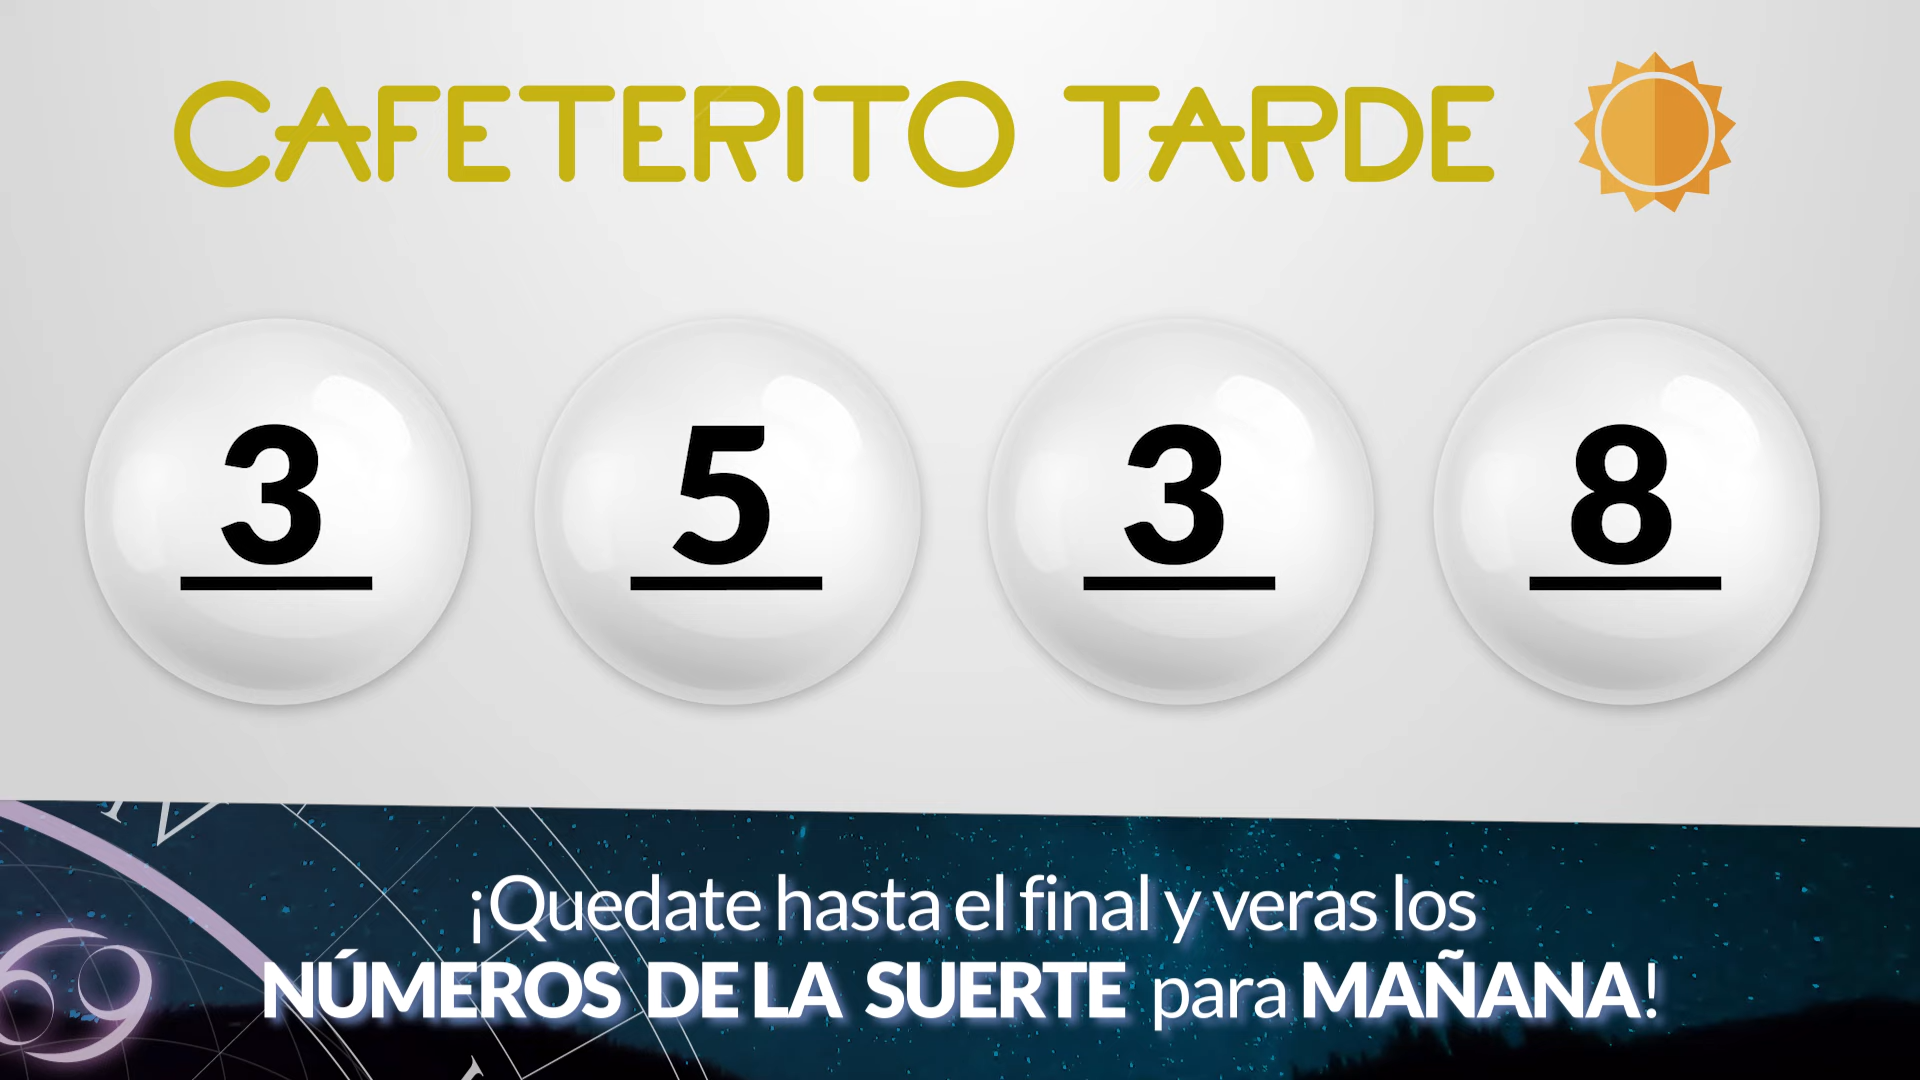 CAFETERITO TARDE
3 5 3 8
¡Quedate hasta el final y veras los
NÚMEROS DE LA SUERTE para MAÑANA!